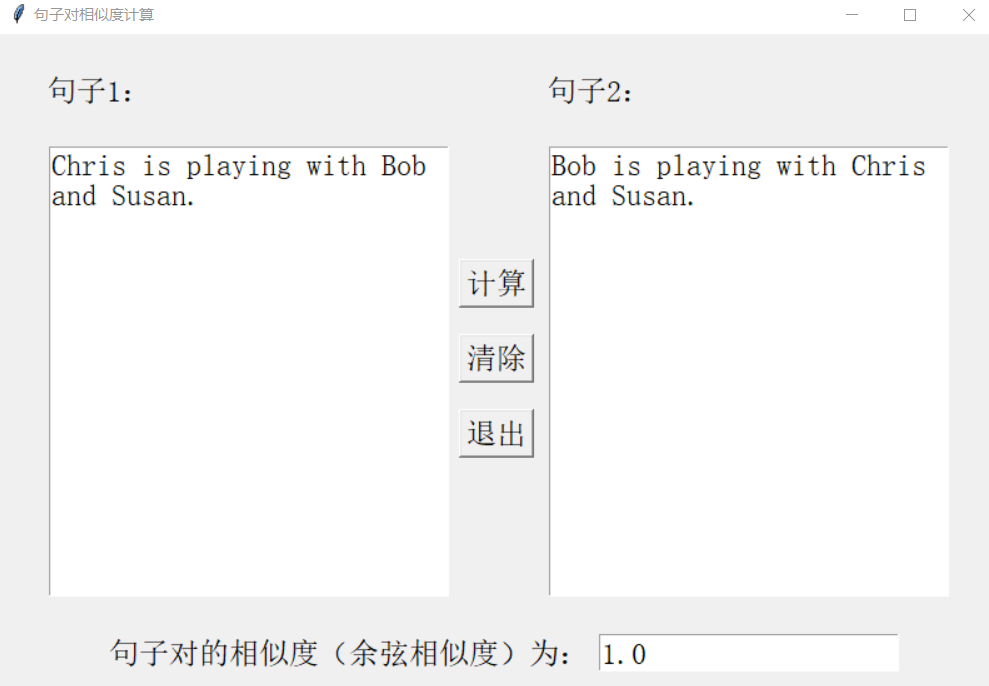 句子对相似度计算
句子1：
句子2：
Chris is playing with Bob
and Susan.
Bob is playing with Chris
and Susan.
计算
清除
退出
句子对的相似度（余弦相似度）为：
1.0